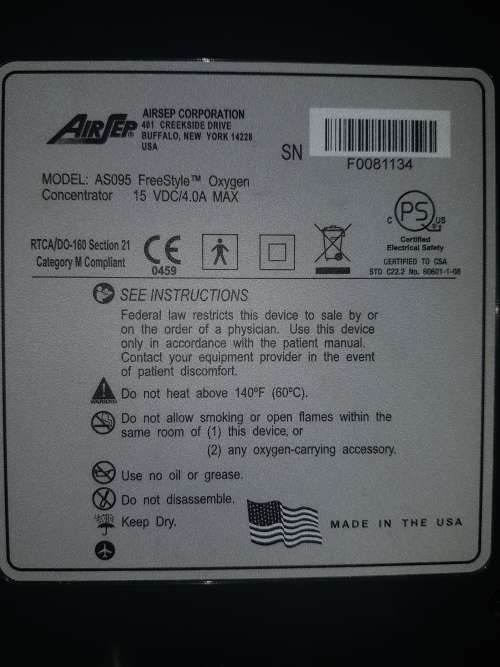 AIRSEP
AIRSEP CORPORATION
401 CREEKSIDE DRIVE
BUFFALO, NEW YORK 14228
USA
SN
F0081134
MODEL: AS095 FreeStyle™ Oxygen
Concentrator 15 VDC/4.0A MAX
C PS US
Certified
Electrical Safety
CERTIFIED TO CSA
STD C22.2 No. 60601-1-08
RTCA/DO-160 Section 21
Category M Compliant
CE
0459
SEE INSTRUCTIONS
Federal law restricts this device to sale by or
on the order of a physician. Use this device
only in accordance with the patient manual.
Contact your equipment provider in the event
of patient discomfort.
WARNING
Do not heat above 140°F (60°C).
Do not allow smoking or open flames within the
same room of (1) this device, or
(2) any oxygen-carrying accessory.
Use no oil or grease.
Do not disassemble.
Keep Dry.
MADE IN THE USA